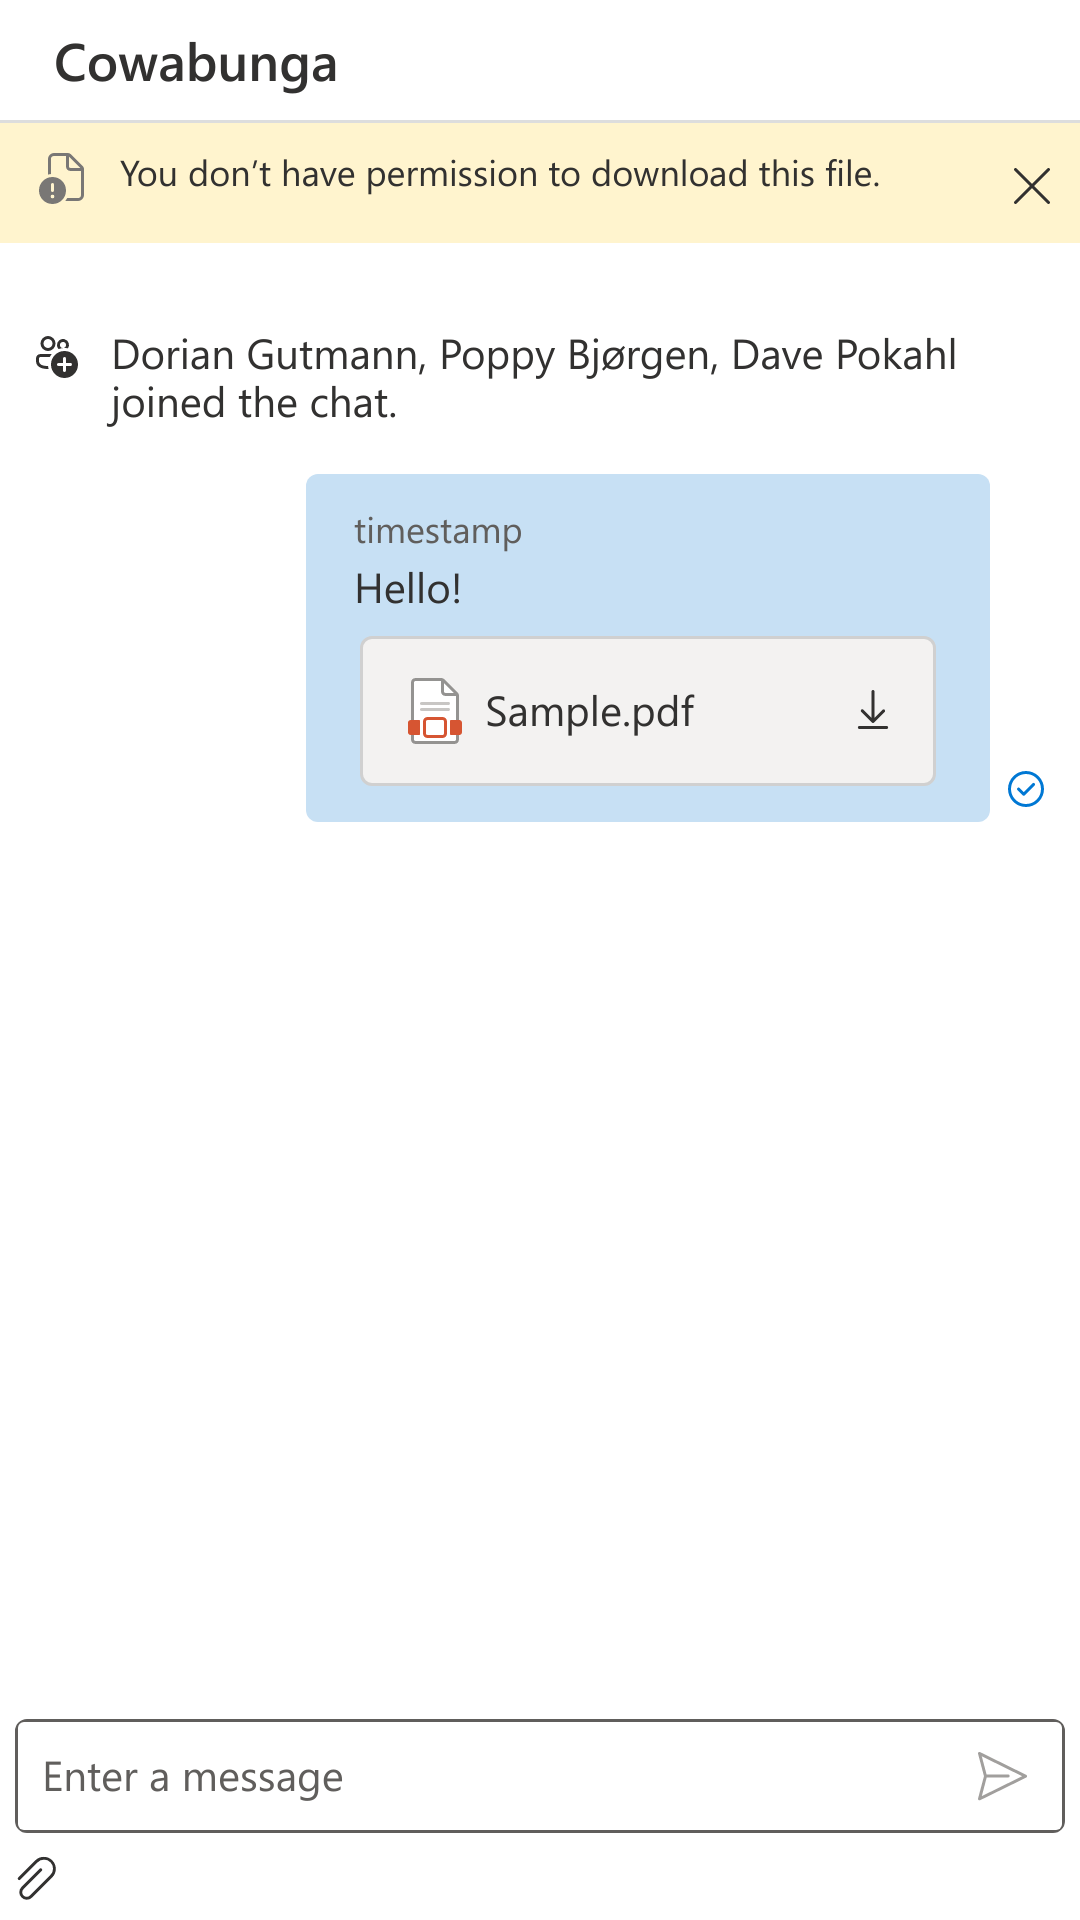 Cowabunga
You don’t have permission to download this file.
Dorian Gutmann, Poppy Bjørgen, Dave Pokahl
joined the chat.
timestamp
Hello!
Sample.pdf
Enter a message